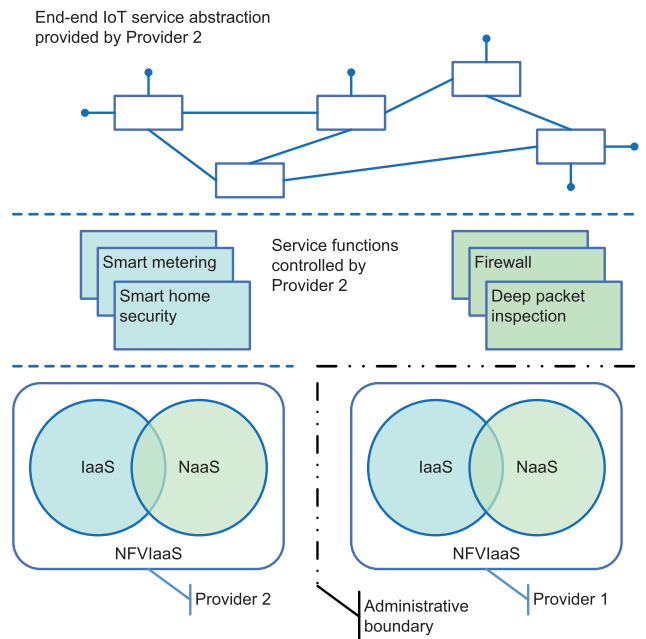 End-end IoT service abstraction
provided by Provider 2
Smart metering
Smart home
security
Service functions
controlled by
Provider 2
Firewall
Deep packet
inspection
IaaS
NaaS
NFVIaaS
Provider 2
IaaS
NaaS
NFVIaaS
Provider 1
Administrative
boundary